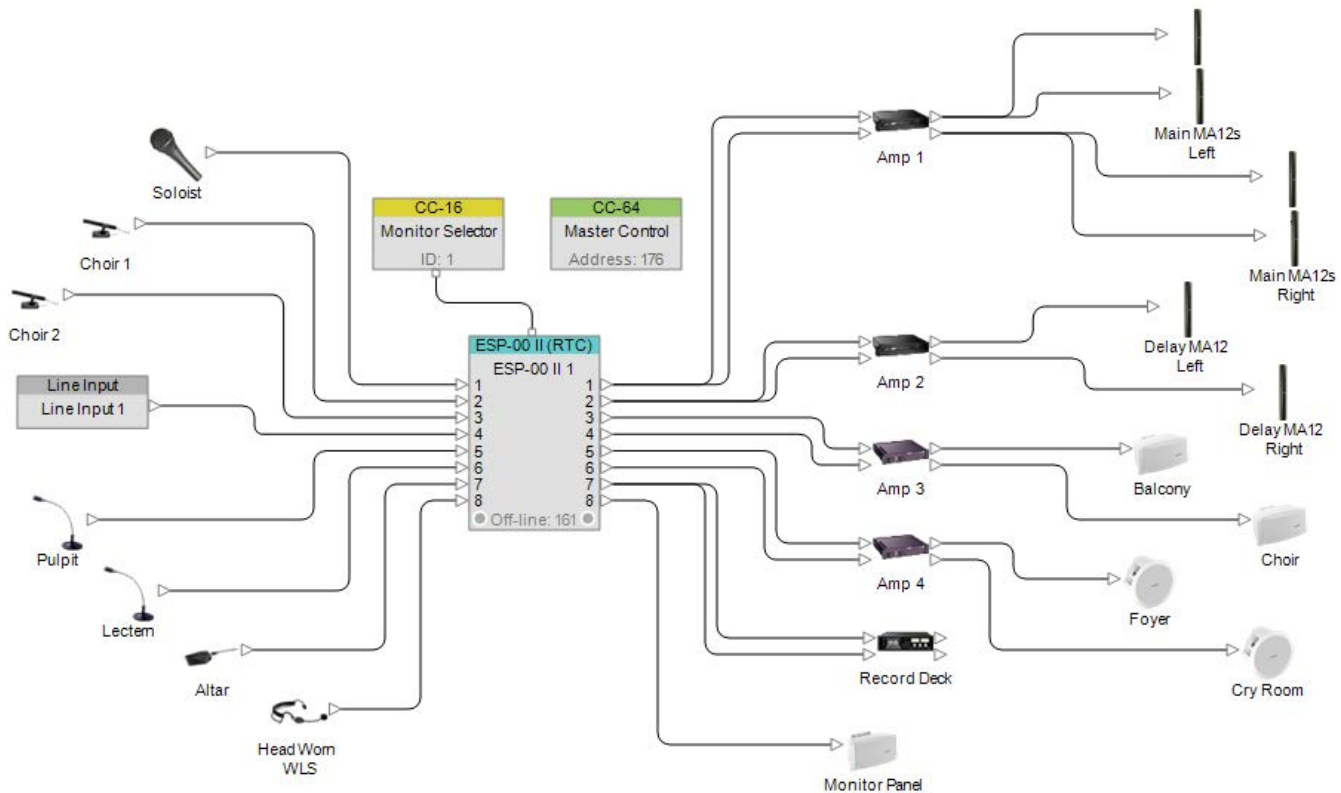 Soloist
Choir 1
Choir 2
Line Input
Line Input 1
Pulpit
Lectern
Altar
Head Worn
WLS
CC-16
Monitor Selector
ID: 1
CC-64
Master Control
Address: 176
ESP-00 II (RTC)
ESP-00 II 1
1 1
2 2
3 3
4 4
5 5
6 6
7 7
8 8
Off-line: 161
Amp 1
Amp 2
Amp 3
Amp 4
Record Deck
Monitor Panel
Main MA12s
Left
Main MA12s
Right
Delay MA12
Left
Delay MA12
Right
Balcony
Choir
Foyer
Cry Room